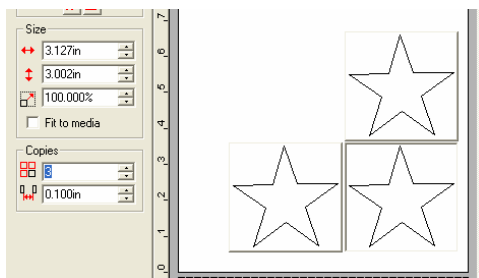 Size
3.127in
3.002in
100.000%
Fit to media
Copies
3
0.100in
7
6
5
4
3
2
1
0